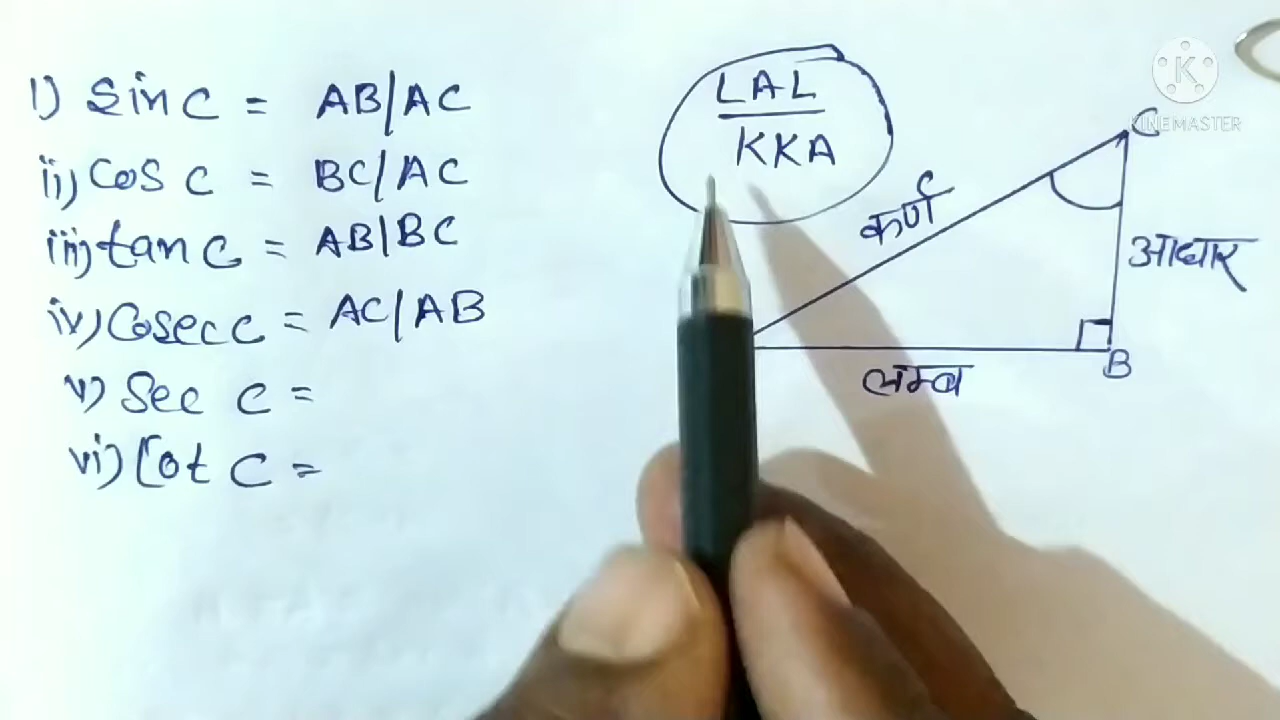 i) Sin C = AB/AC
ii) Cos C = BC/AC
iii) tan C = AB/BC
iv) Cosec C = AC/AB
v) Sec C =
vi) Cot C =
LAL
KKA
KINEMASTER
C
कर्ण
आधार
B
लम्ब